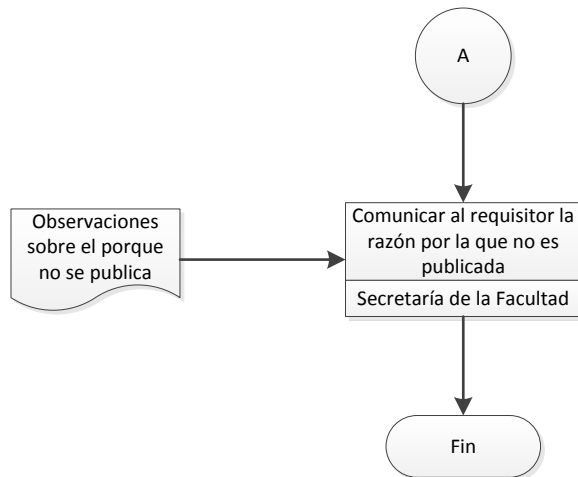 A
Observaciones
sobre el porque
no se publica
Comunicar al requisitor la
razón por la que no es
publicada
Secretaría de la Facultad
Fin